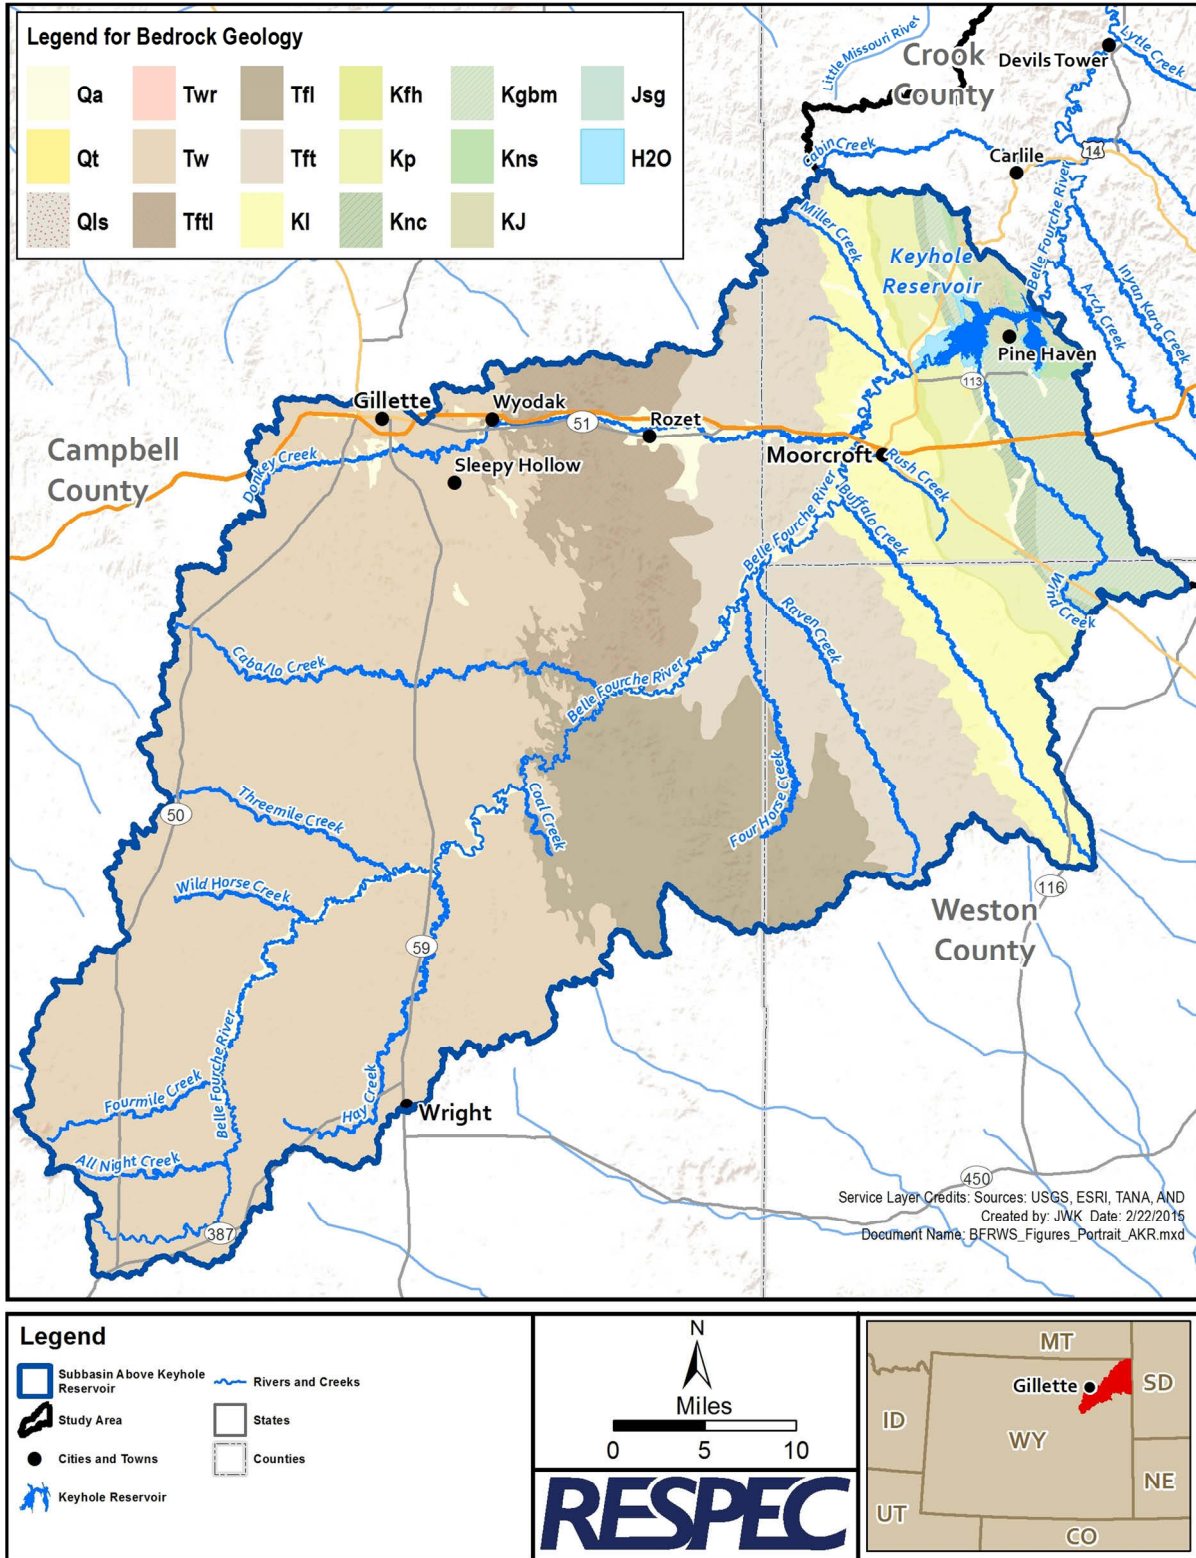 Legend for Bedrock Geology
Qa
Twr
Tfl
Kfh
Kgbm
Jsg
Qt
Tw
Tft
Kp
Kns
H2O
Qls
Tftl
Kl
Knc
KJ
Little Missouri River
Crook
County
Devils Tower
Lytle Creek
Cabin Creek
Carlile
14
Belle Fourche River
Miller Creek
Keyhole
Reservoir
Inyan Kara Creek
Arch Creek
Pine Haven
113
Gillette
Wyodak
51
Rozet
Campbell
County
Donkey Creek
Sleepy Hollow
Moorcroft
Rush Creek
Buffalo Creek
Belle Fourche River
Wind Creek
Raven Creek
Caballo Creek
Belle Fourche River
Four Horse Creek
Coal Creek
50
Threemile Creek
Wild Horse Creek
116
Weston
County
59
Belle Fourche River
Fourmile Creek
Hay Creek
Wright
All Night Creek
387
450
Service Layer Credits: Sources: USGS, ESRI, TANA, AND
Created by: JWK Date: 2/22/2015
Document Name: BFRWS_Figures_Portrait_AKR.mxd
Legend
Subbasin Above Keyhole
Reservoir
Rivers and Creeks
Study Area
States
Cities and Towns
Counties
Keyhole Reservoir
N
Miles
0 5 10
RESPEC
MT
Gillette
SD
ID
WY
NE
UT
CO